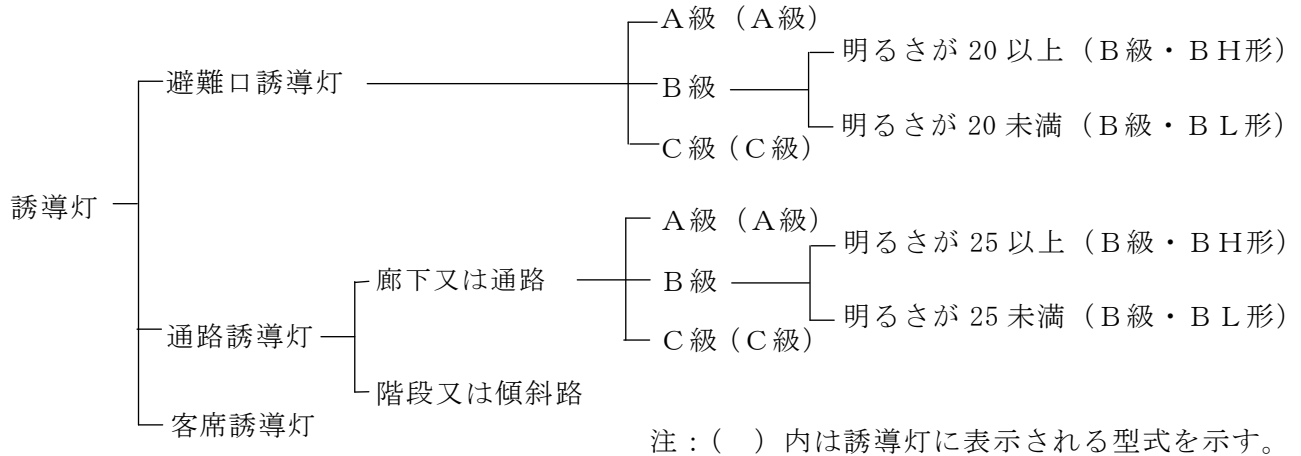 A級（A級）
明るさが 20 以上（B級・BH形）
避難口誘導灯
B級
明るさが 20 未満（B級・BL形）
C級（C級）
誘導灯
A級（A級）
明るさが 25 以上（B級・BH形）
廊下又は通路
B級
明るさが 25 未満（B級・BL形）
通路誘導灯
C級（C級）
階段又は傾斜路
客席誘導灯
注：(　) 内は誘導灯に表示される型式を示す。